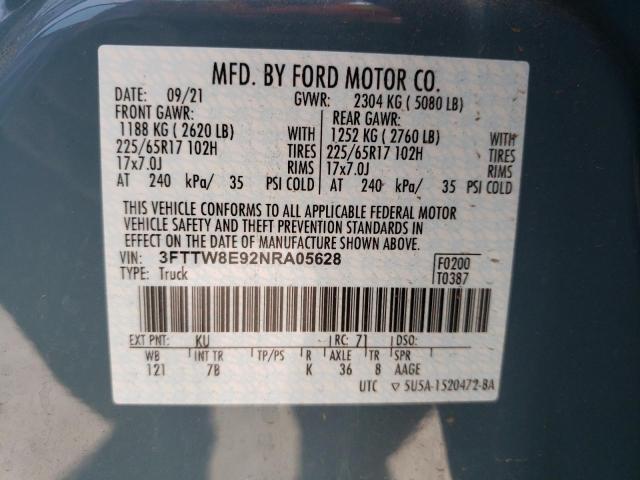 MFD. BY FORD MOTOR CO.
DATE: 09/21 GVWR: 2304 KG ( 5080 LB)
FRONT GAWR: REAR GAWR:
1188 KG ( 2620 LB) WITH 1252 KG ( 2760 LB) WITH
225/65R17 102H TIRES 225/65R17 102H TIRES
17x7.0J RIMS 17x7.0J RIMS
AT 240 kPa/ 35 PSI COLD AT 240 kPa/ 35 PSI COLD
THIS VEHICLE CONFORMS TO ALL APPLICABLE FEDERAL MOTOR
VEHICLE SAFETY AND THEFT PREVENTION STANDARDS IN
EFFECT ON THE DATE OF MANUFACTURE SHOWN ABOVE.
VIN: 3FTTW8E92NRA05628 F0200
TYPE: Truck T0387
EXT PNT: KU RC: 71 DSO:
WB INT TR TP/PS R AXLE TR SPR
121 7B K 36 8 AAGE
UTC ▽ 5U5A-1520472-BA